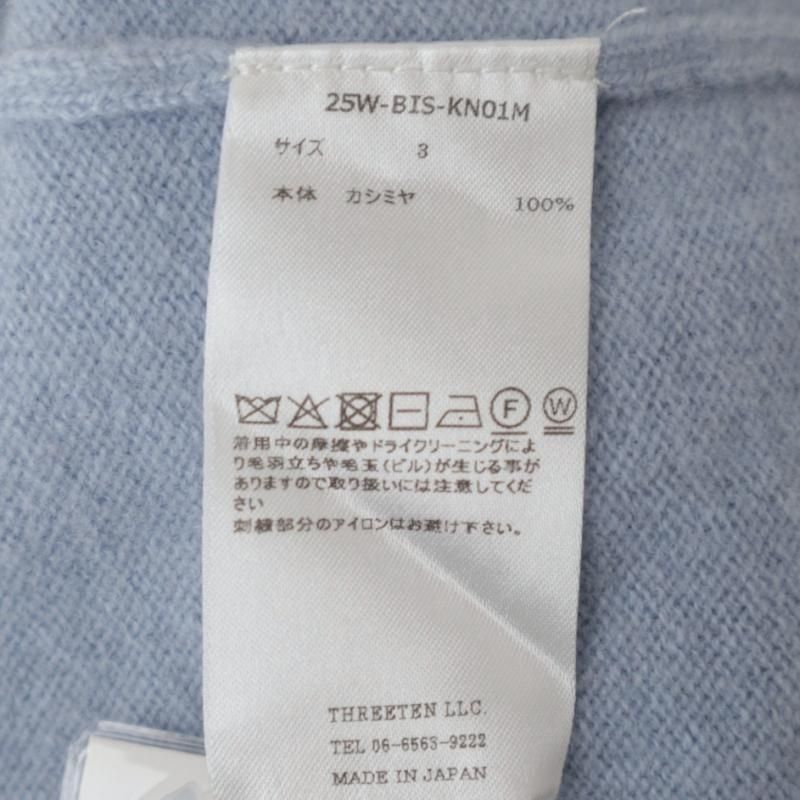 25W-BIS-KN01M
サイズ 3
本体 カシミヤ 100%
F W
着用中の摩擦やドライクリーニングによ
り毛羽立ちや毛玉(ピル)が生じる事が
ありますので取り扱いには注意してくだ
さい
刺繍部分のアイロンはお避け下さい。
THREETEN LLC.
TEL 06-6563-9222
MADE IN JAPAN